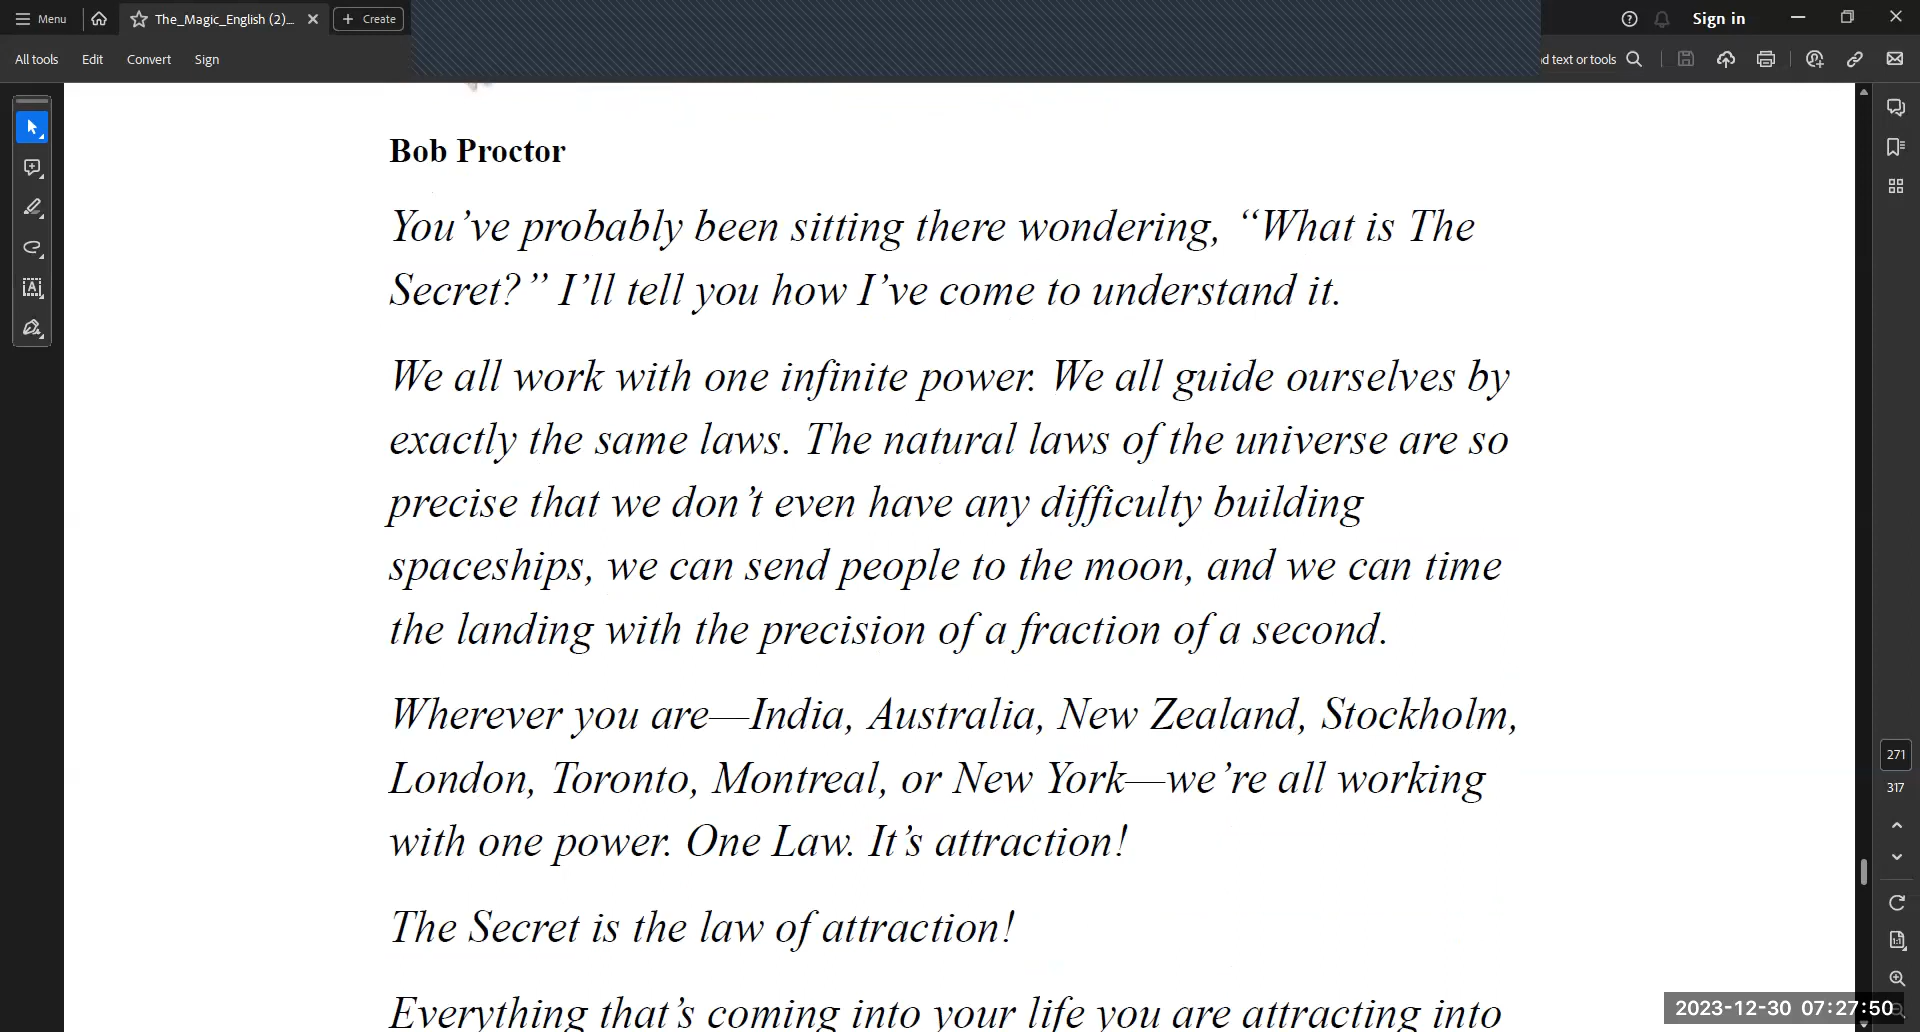 Menu
The_Magic_English (2)...
Create
Sign in
All tools Edit Convert Sign
d text or tools
Bob Proctor
You’ve probably been sitting there wondering, “What is The
Secret?” I’ll tell you how I’ve come to understand it.
We all work with one infinite power. We all guide ourselves by
exactly the same laws. The natural laws of the universe are so
precise that we don’t even have any difficulty building
spaceships, we can send people to the moon, and we can time
the landing with the precision of a fraction of a second.
Wherever you are—India, Australia, New Zealand, Stockholm,
London, Toronto, Montreal, or New York—we’re all working
with one power. One Law. It’s attraction!
The Secret is the law of attraction!
Everything that’s coming into your life you are attracting into
271
317
2023-12-30 07:27:50